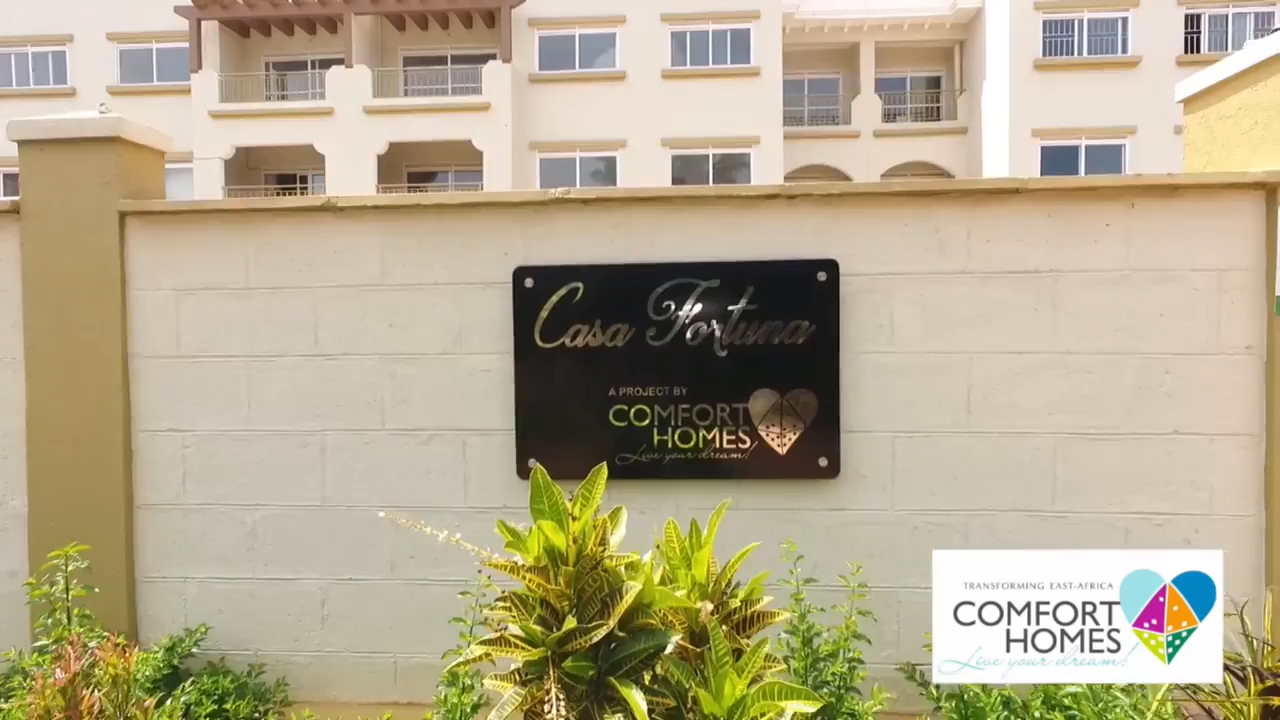 Casa Fortuna
A PROJECT BY
COMFORT
HOMES
Live your dream!
TRANSFORMING EAST-AFRICA
COMFORT
HOMES
Live your dream!